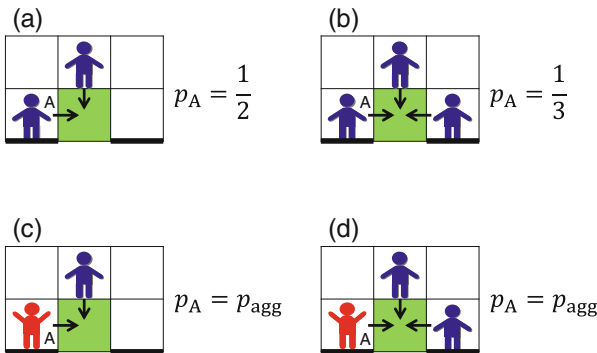 (a)
A
p_A = 1/2
(b)
A
p_A = 1/3
(c)
A
p_A = p_agg
(d)
A
p_A = p_agg